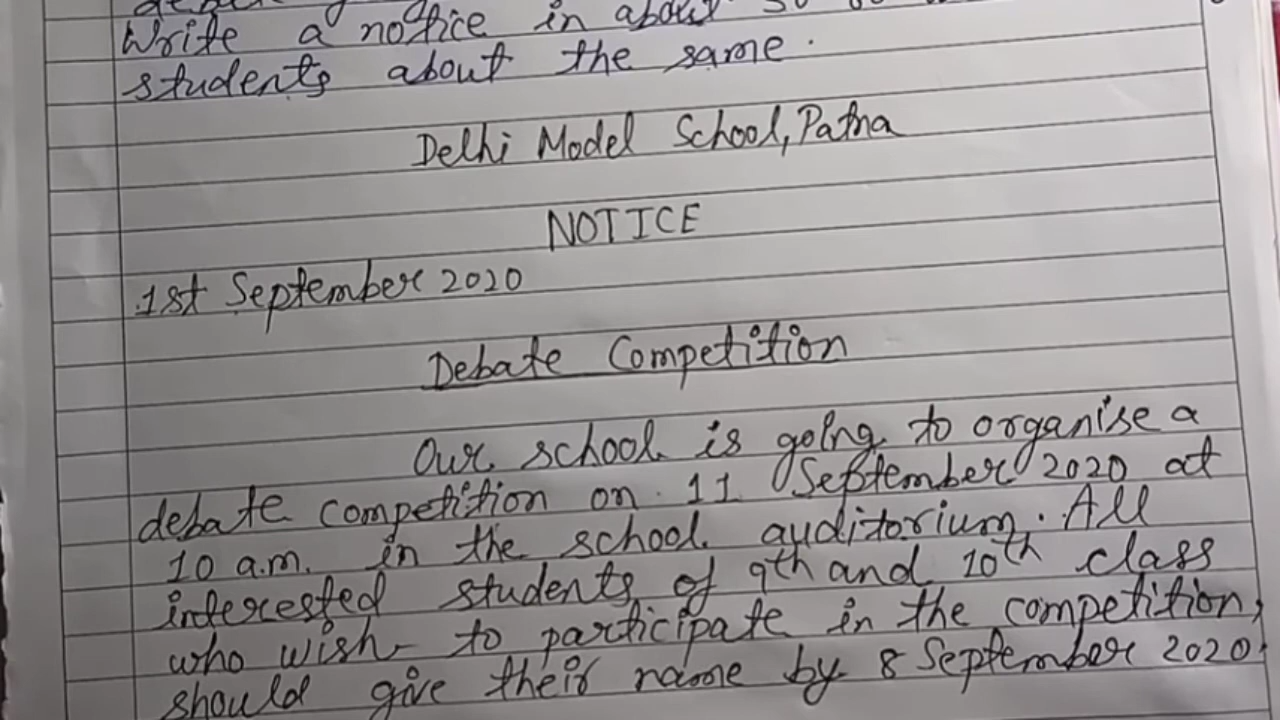 Write a notice in about
students about the same.
Delhi Model School, Patna
NOTICE
1st September 2020
Debate Competition
Our school is going to organise a
debate competition on 11 September 2020 at
10 a.m. in the school auditorium. All
interested students of 9th and 10th class
who wish to participate in the competition,
should give their name by 8 September 2020.